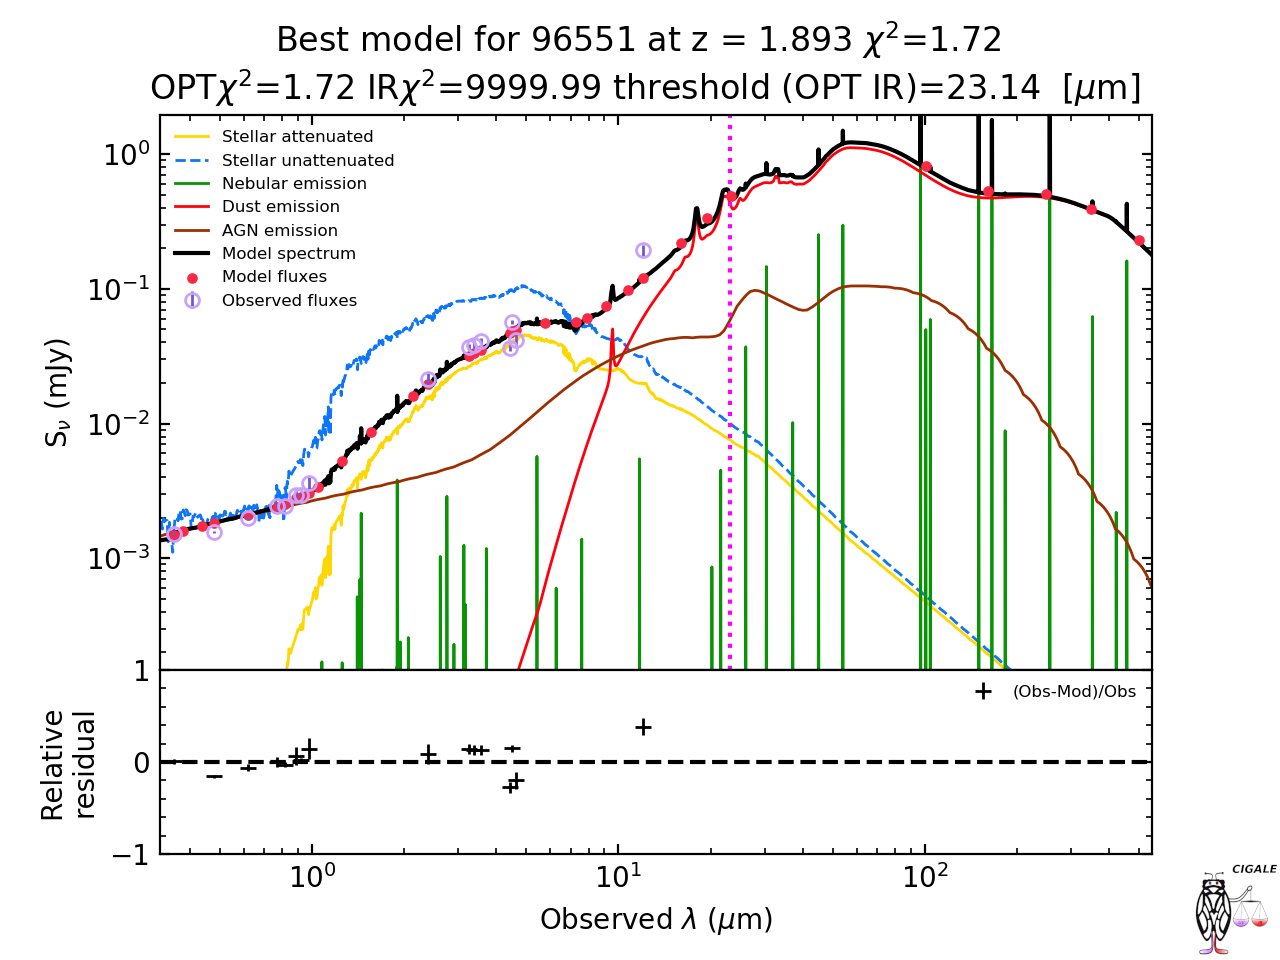 Best model for 96551 at z = 1.893 χ²=1.72
OPTχ²=1.72 IRχ²=9999.99 threshold (OPT IR)=23.14 [μm]
Stellar attenuated
Stellar unattenuated
Nebular emission
Dust emission
AGN emission
Model spectrum
Model fluxes
Observed fluxes
10⁰
10⁻¹
10⁻²
10⁻³
S_ν (mJy)
1
0
−1
Relative
residual
(Obs-Mod)/Obs
10⁰ 10¹ 10²
Observed λ (μm)
CIGALE